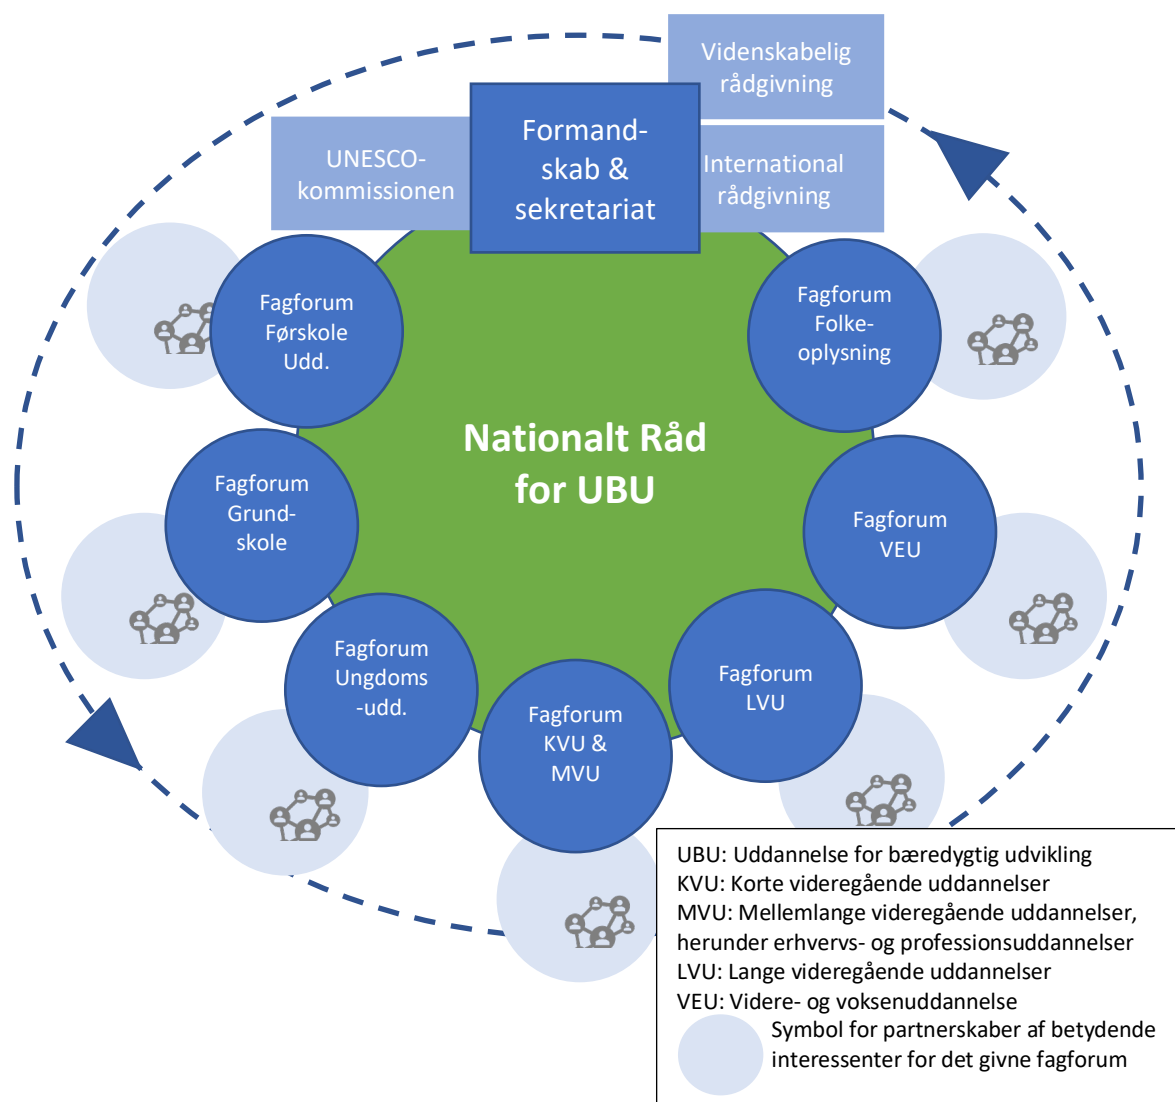 Videnskabelig
rådgivning
Formand-
skab &
sekretariat
UNESCO-
kommissionen
International
rådgivning
Fagforum
Førskole
Udd.
Fagforum
Folke-
oplysning
Nationalt Råd
for UBU
Fagforum
Grund-
skole
Fagforum
VEU
Fagforum
Ungdoms
-udd.
Fagforum
LVU
Fagforum
KVU &
MVU
UBU: Uddannelse for bæredygtig udvikling
KVU: Korte videregående uddannelser
MVU: Mellemlange videregående uddannelser,
herunder erhvervs- og professionsuddannelser
LVU: Lange videregående uddannelser
VEU: Videre- og voksenuddannelse
Symbol for partnerskaber af betydende
interessenter for det givne fagforum